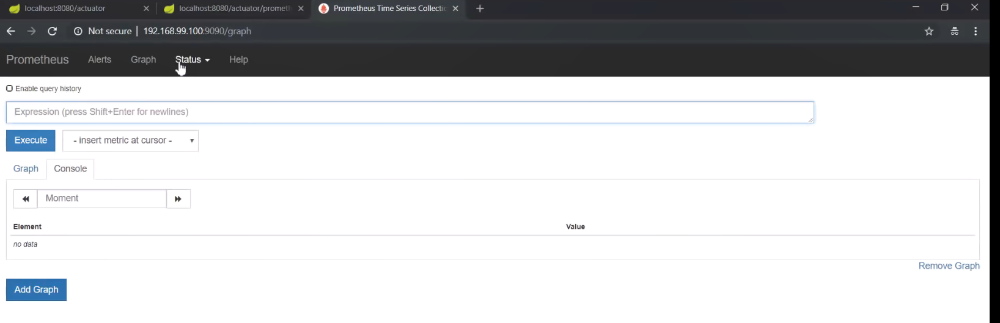 localhost:8080/actuator
localhost:8080/actuator/prometh
Prometheus Time Series Collectio
Not secure 192.168.99.100:9090/graph
Prometheus Alerts Graph Status Help
Enable query history
Expression (press Shift+Enter for newlines)
Execute - insert metric at cursor -
Graph Console
Moment
Element Value
no data
Remove Graph
Add Graph